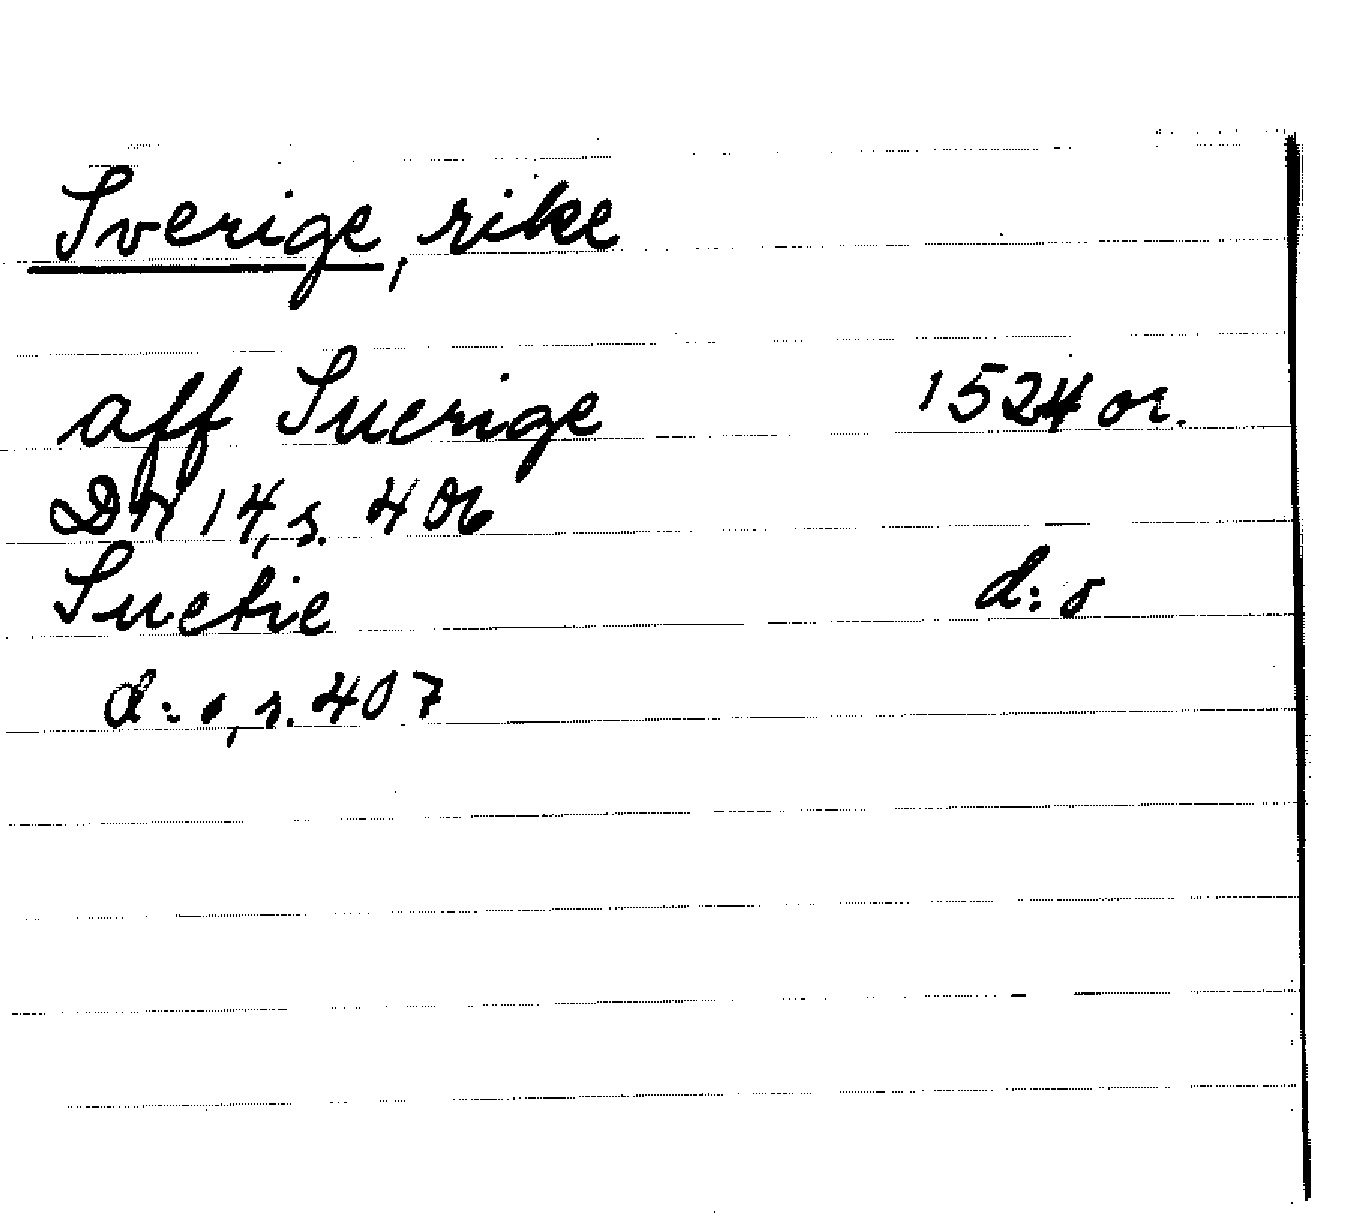 Sverige, rike
aff Suerige 1524 or.
DN 14, s. 406
Suetie d:o
d:o, s. 407